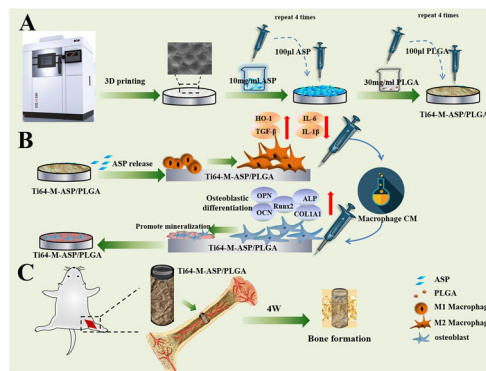 A
repeat 4 times
repeat 4 times
100μl ASP
100μl PLGA
3D printing
10mg/ml ASP
30mg/ml PLGA
Ti64-M-ASP/PLGA
B
HO-1
TGF-β
IL-6
IL-1β
ASP release
Ti64-M-ASP/PLGA
Ti64-M-ASP/PLGA
Macrophage CM
Osteoblastic
differentiation
OPN
ALP
Runx2
OCN
COL1A1
Promote mineralization
Ti64-M-ASP/PLGA
Ti64-M-ASP/PLGA
C
Ti64-M-ASP/PLGA
4W
Bone formation
ASP
PLGA
M1 Macrophag
M2 Macrophag
osteoblast